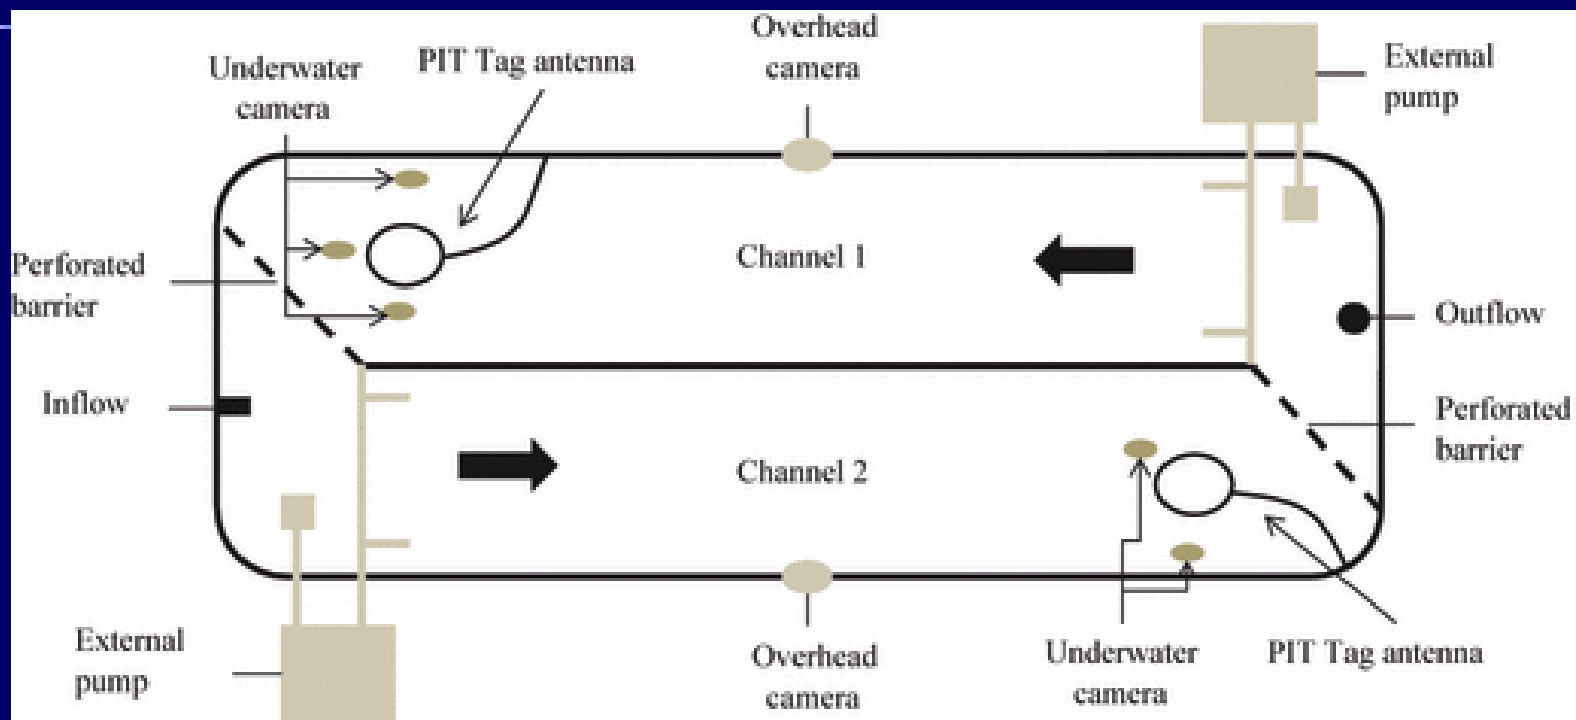 Overhead
camera
Underwater
camera
PIT Tag antenna
External
pump
Perforated
barrier
Channel 1
Outflow
Inflow
Perforated
barrier
Channel 2
External
pump
Overhead
camera
Underwater
camera
PIT Tag antenna